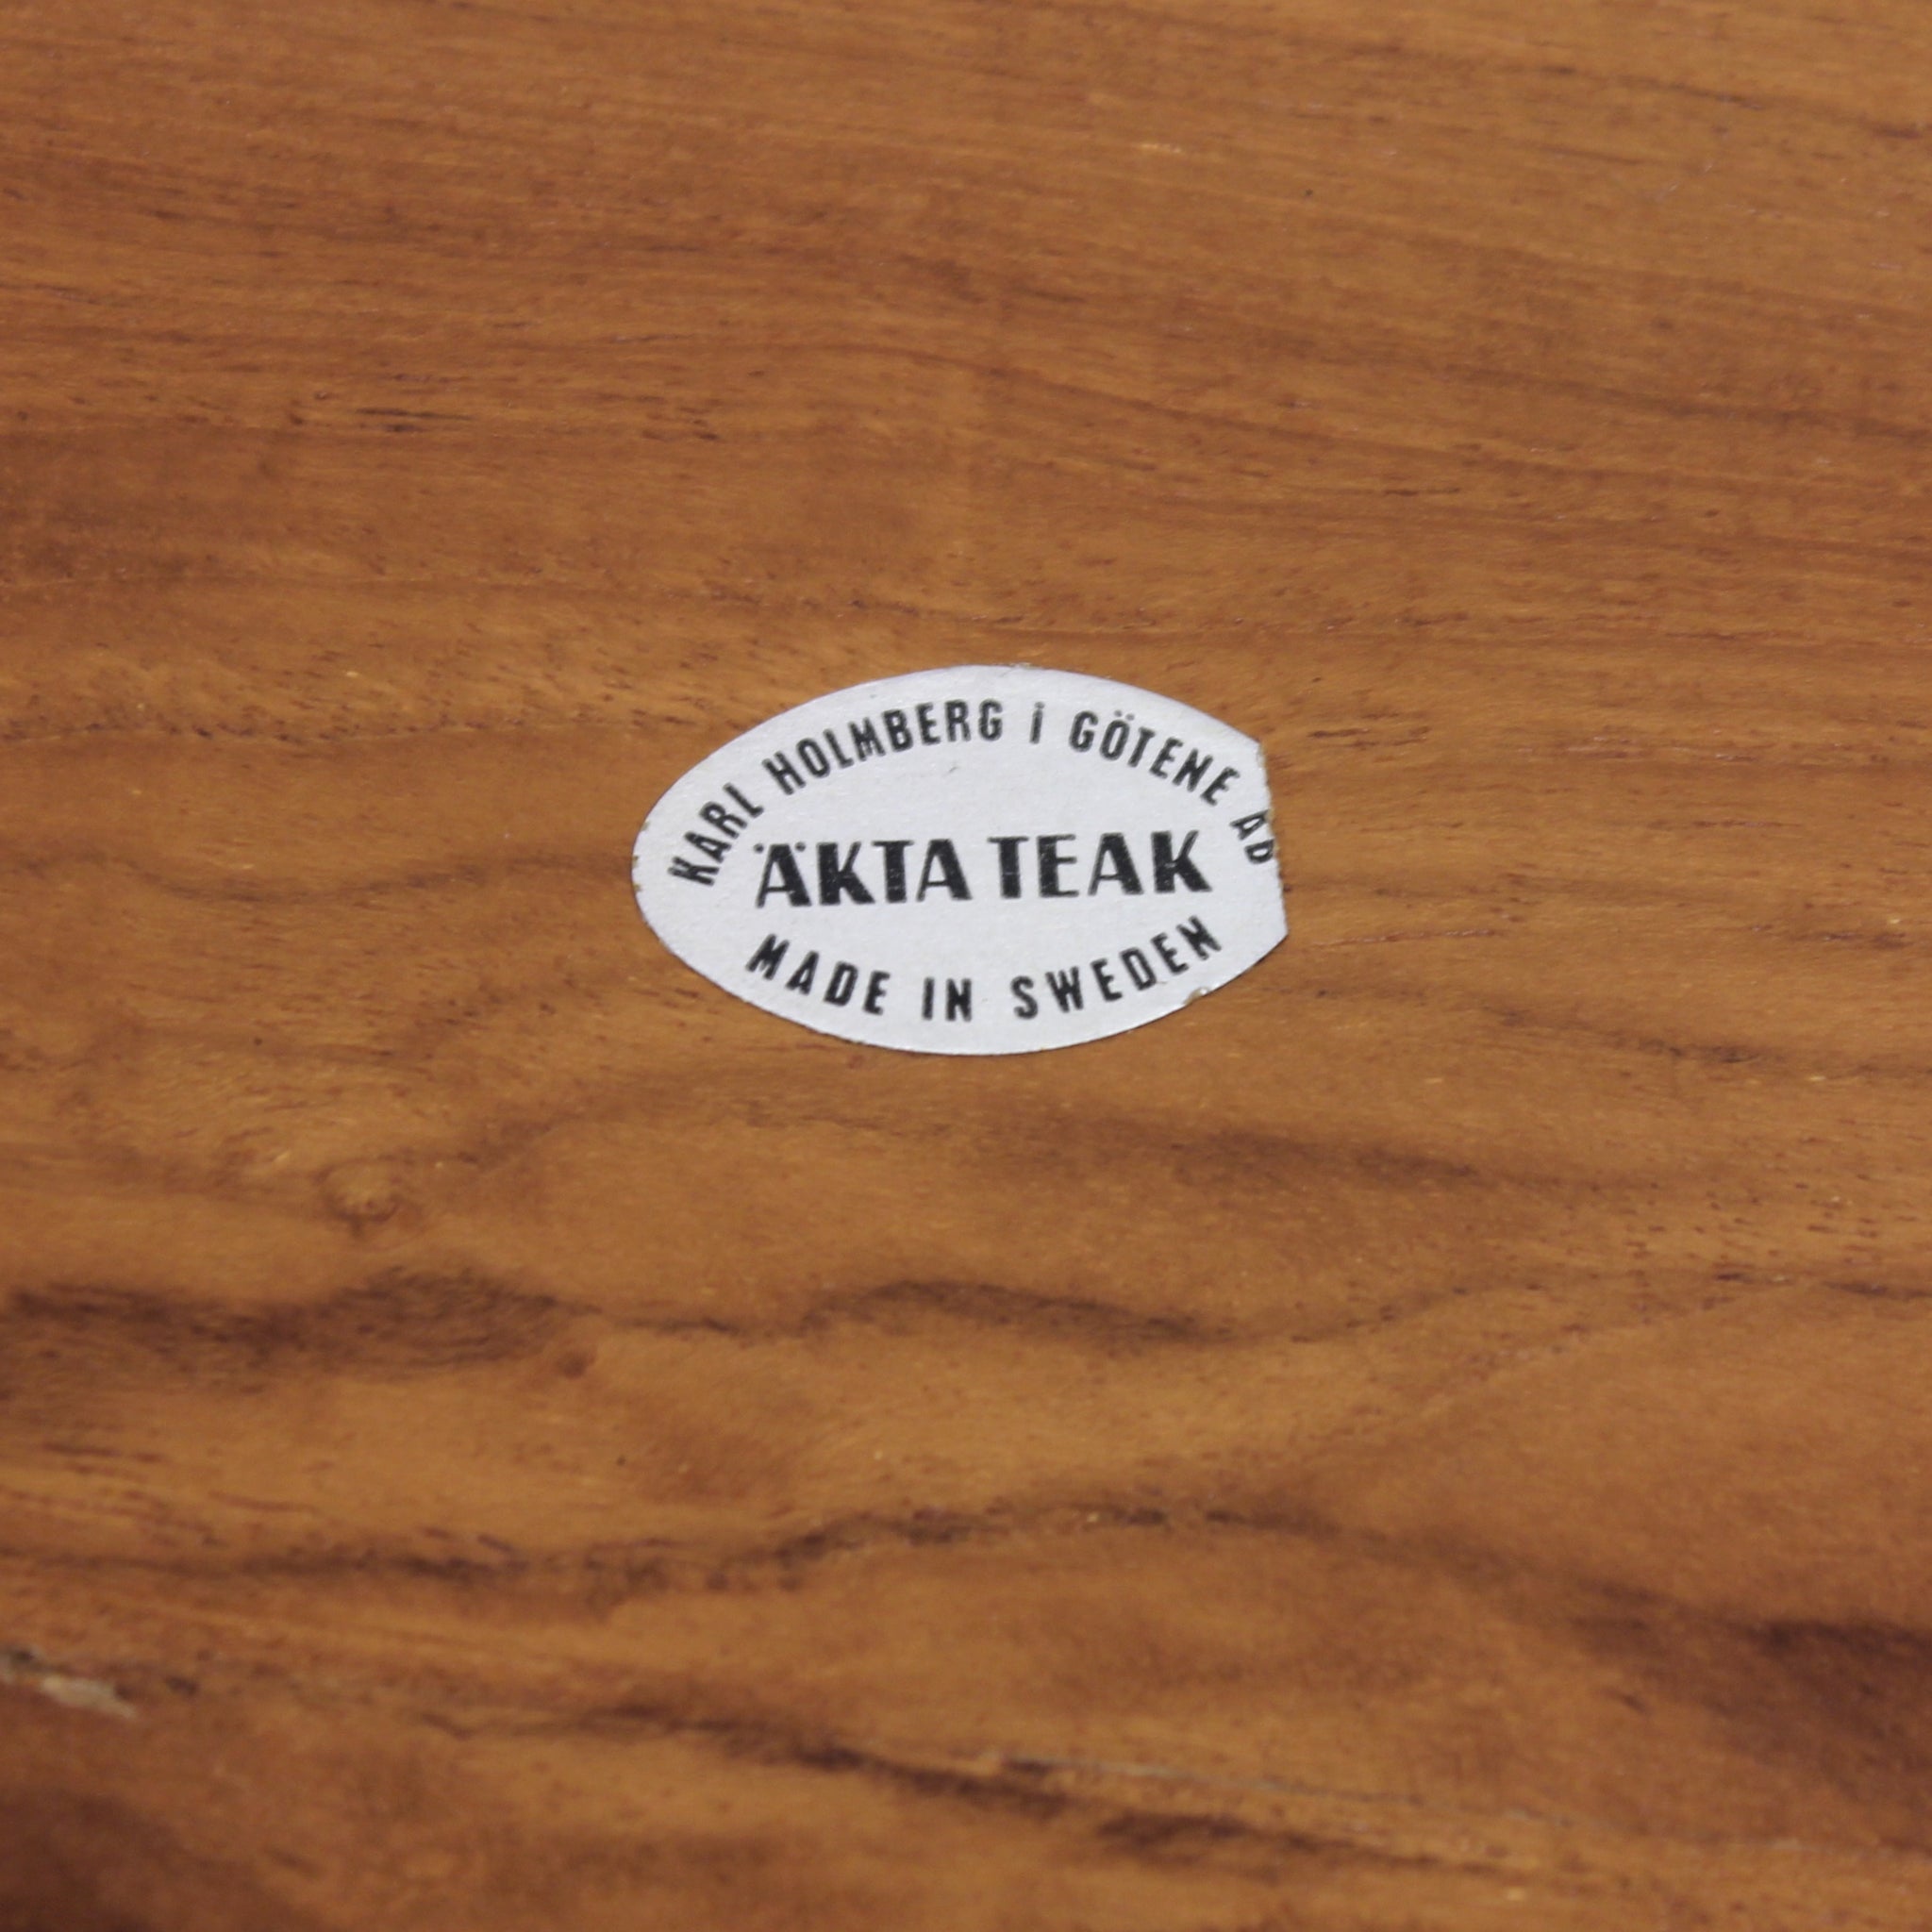 KARL HOLMBERG i GÖTENE AB
ÄKTA TEAK
MADE IN SWEDEN